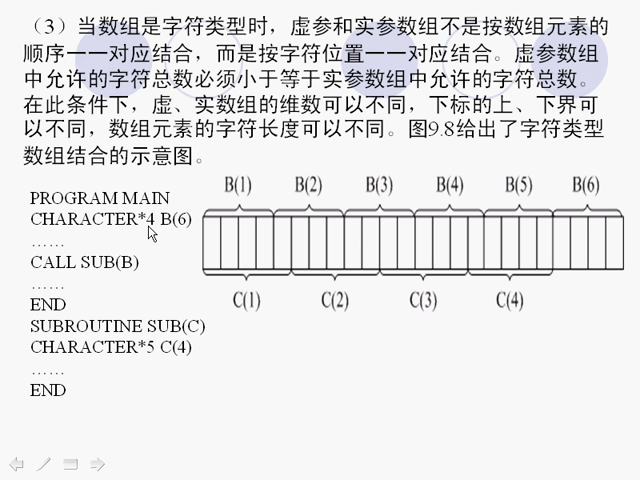 （3）当数组是字符类型时，虚参和实参数组不是按数组元素的
顺序一一对应结合，而是按字符位置一一对应结合。虚参数组
中允许的字符总数必须小于等于实参数组中允许的字符总数。
在此条件下，虚、实数组的维数可以不同，下标的上、下界可
以不同，数组元素的字符长度可以不同。图9.8给出了字符类型
数组结合的示意图。
PROGRAM MAIN
CHARACTER*4 B(6)
……
CALL SUB(B)
……
END
SUBROUTINE SUB(C)
CHARACTER*5 C(4)
……
END
B(1) B(2) B(3) B(4) B(5) B(6)
C(1) C(2) C(3) C(4)